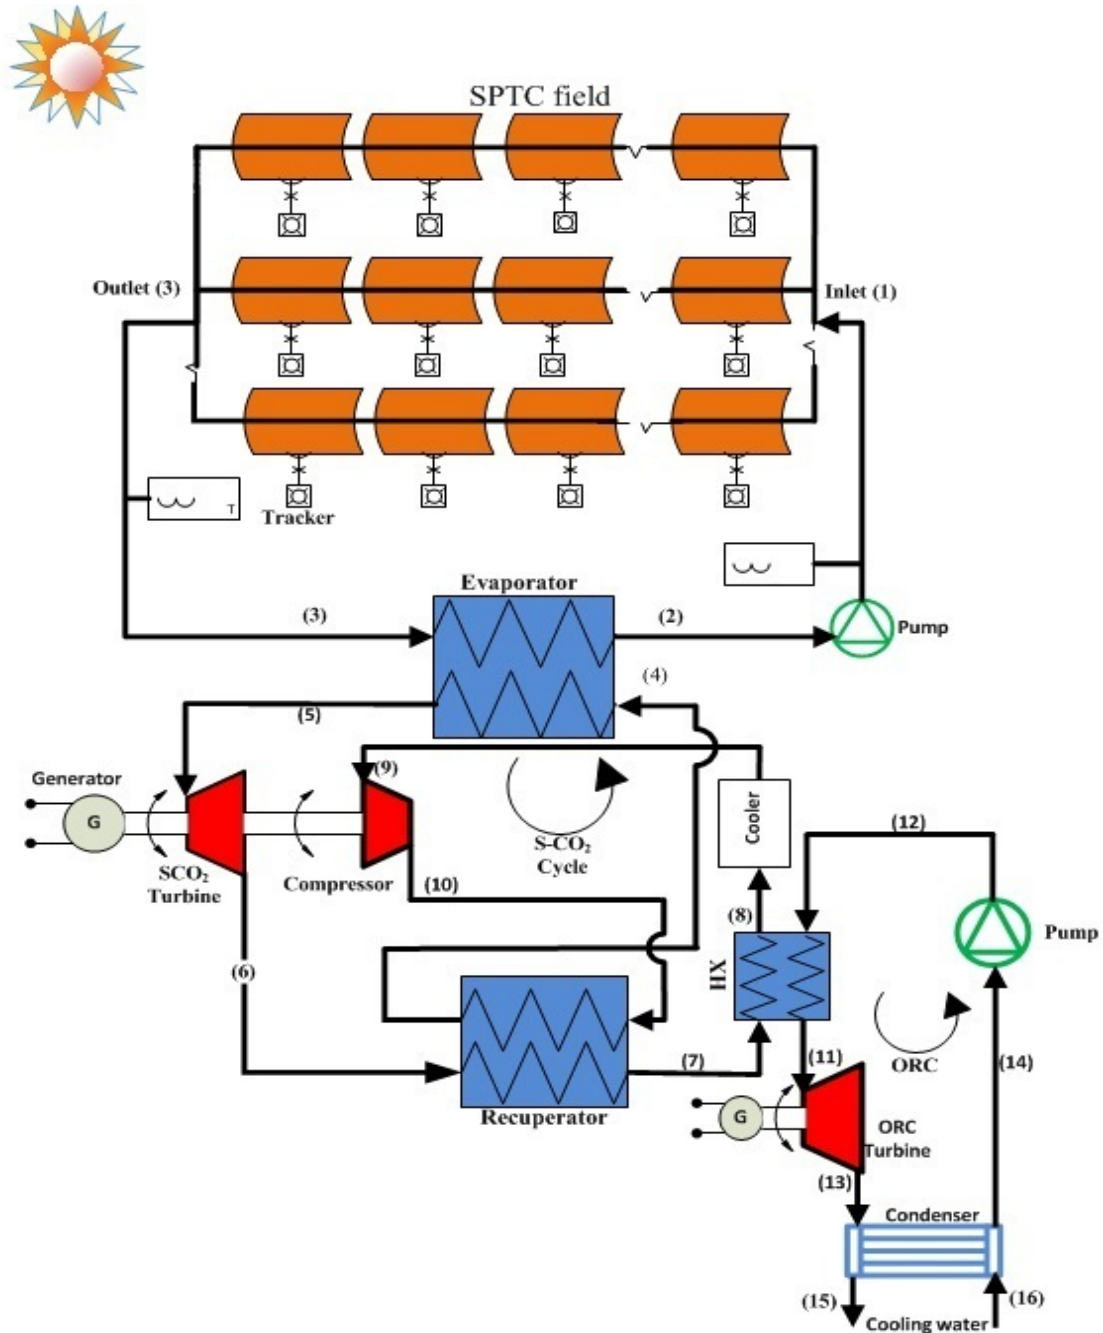 SPTC field
Outlet (3)
Inlet (1)
T
Tracker
Evaporator
(3)
(2)
Pump
(4)
(5)
Generator
G
(9)
S-CO₂
Cycle
SCO₂
Turbine
Compressor
(10)
Cooler
(12)
(8)
Pump
(6)
HX
(7)
(11)
ORC
(14)
Recuperator
G
ORC
Turbine
(13)
Condenser
(15)
(16)
Cooling water